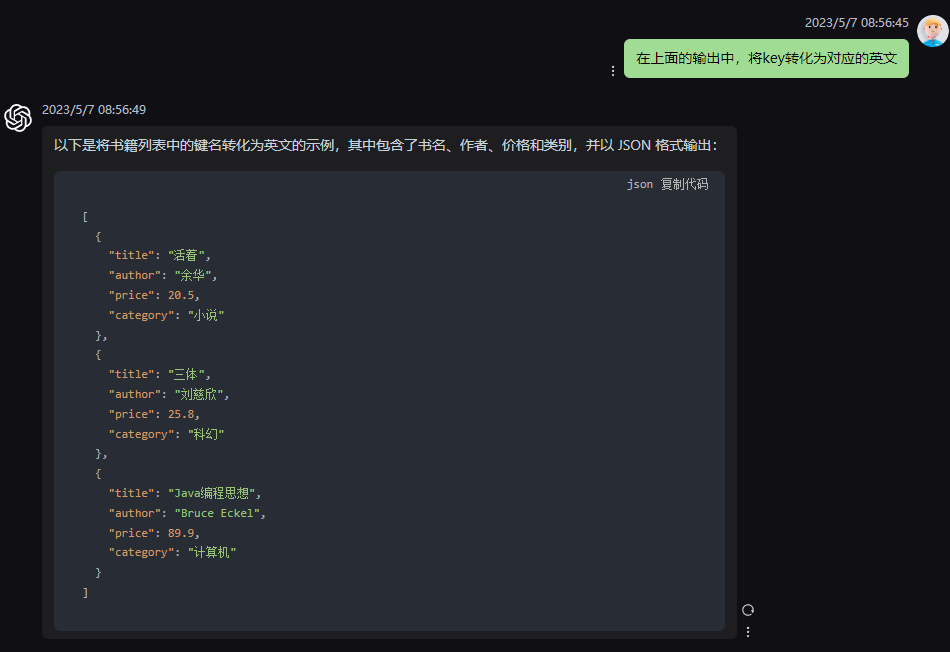 2023/5/7 08:56:45
在上面的输出中，将key转化为对应的英文
2023/5/7 08:56:49
以下是将书籍列表中的键名转化为英文的示例，其中包含了书名、作者、价格和类别，并以 JSON 格式输出：
json 复制代码
[
  {
    "title": "活着",
    "author": "余华",
    "price": 20.5,
    "category": "小说"
  },
  {
    "title": "三体",
    "author": "刘慈欣",
    "price": 25.8,
    "category": "科幻"
  },
  {
    "title": "Java编程思想",
    "author": "Bruce Eckel",
    "price": 89.9,
    "category": "计算机"
  }
]